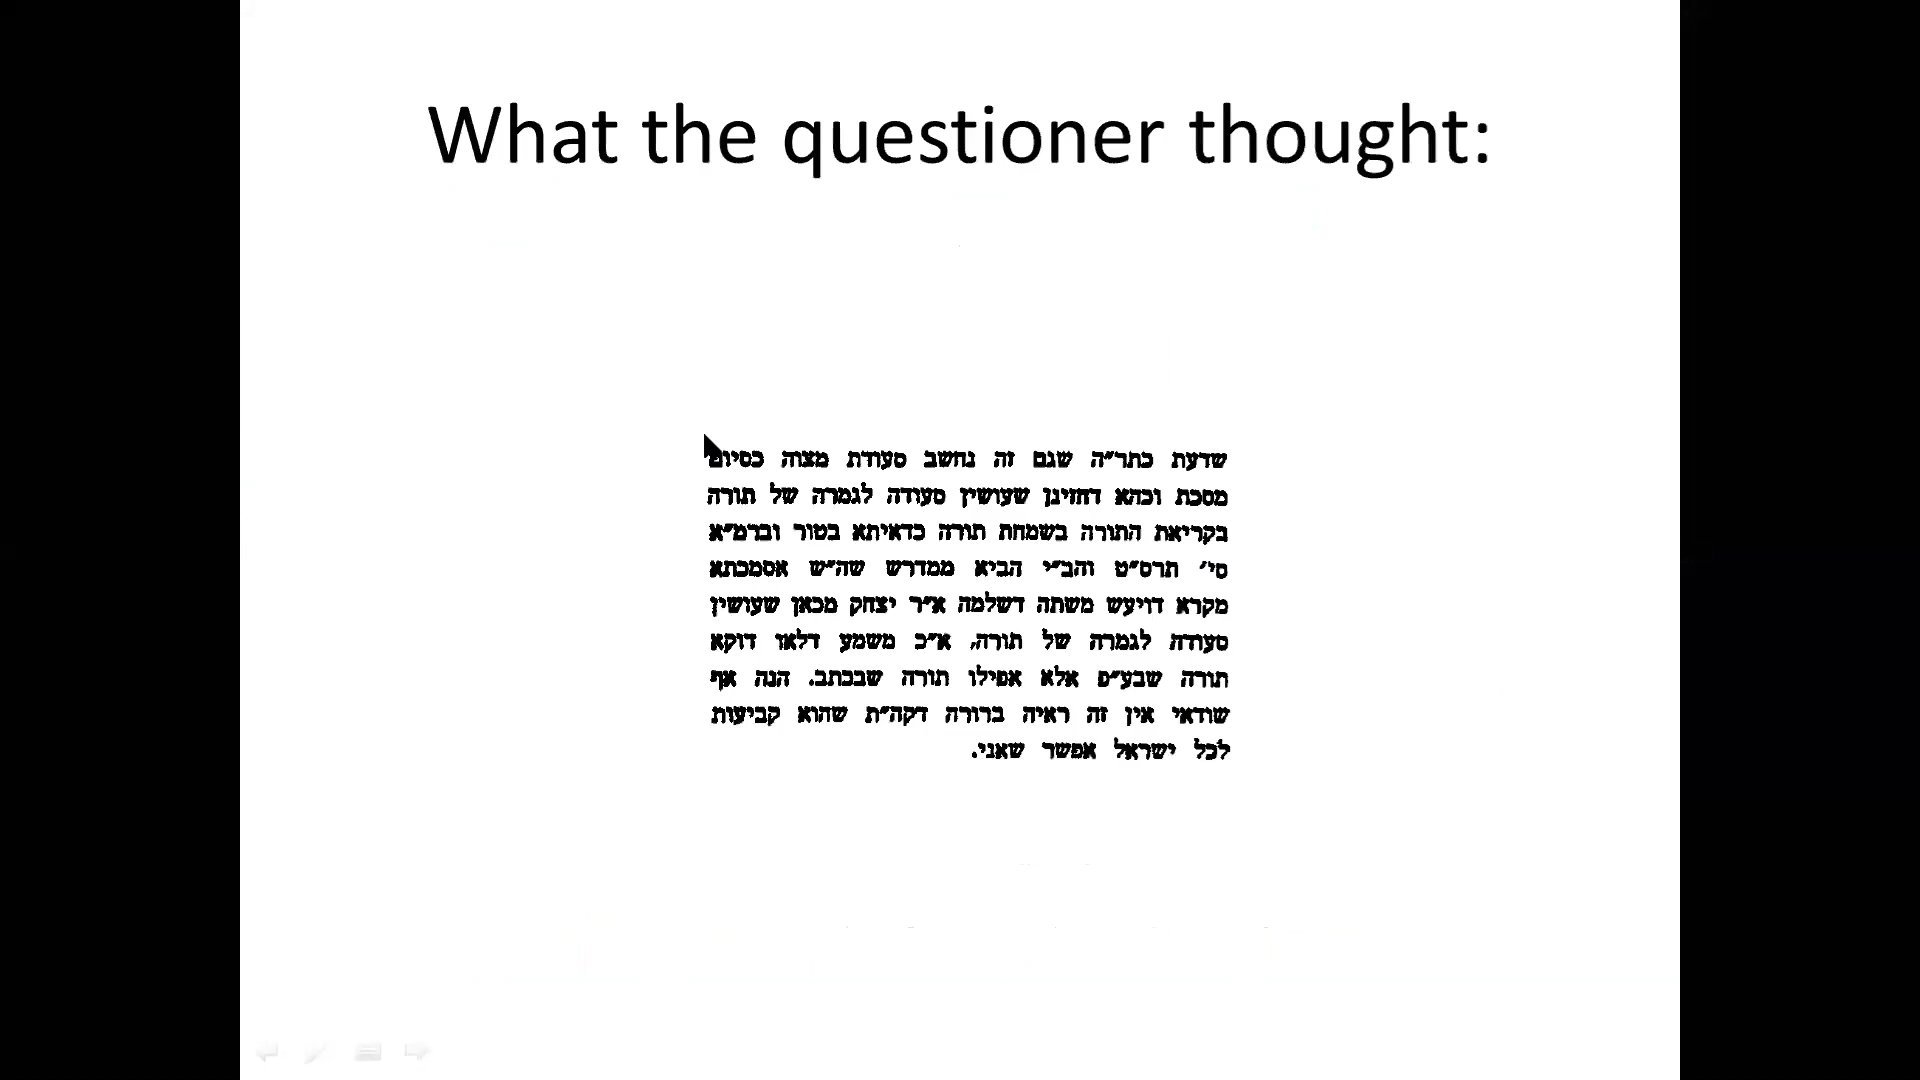 What the questioner thought:
שדעת כתר״ה שגם זה נחשב סעודת מצוה כסיום
מסכת וכהא דחזינן שעושין סעודה לגמרה של תורה
בקריאת התורה בשמחת תורה כדאיתא בטור וברמ״א
סי׳ תרס״ט והב״י הביא ממדרש שה״ש אסמכתא
מקרא דויעש משתה דשלמה א״ר יצחק מכאן שעושין
סעודה לגמרה של תורה, א״כ משמע דלאו דוקא
תורה שבע״פ אלא אפילו תורה שבכתב. הנה אף
שודאי אין זה ראיה ברורה דקה״ת שהוא קביעות
לכל ישראל אפשר שאני.